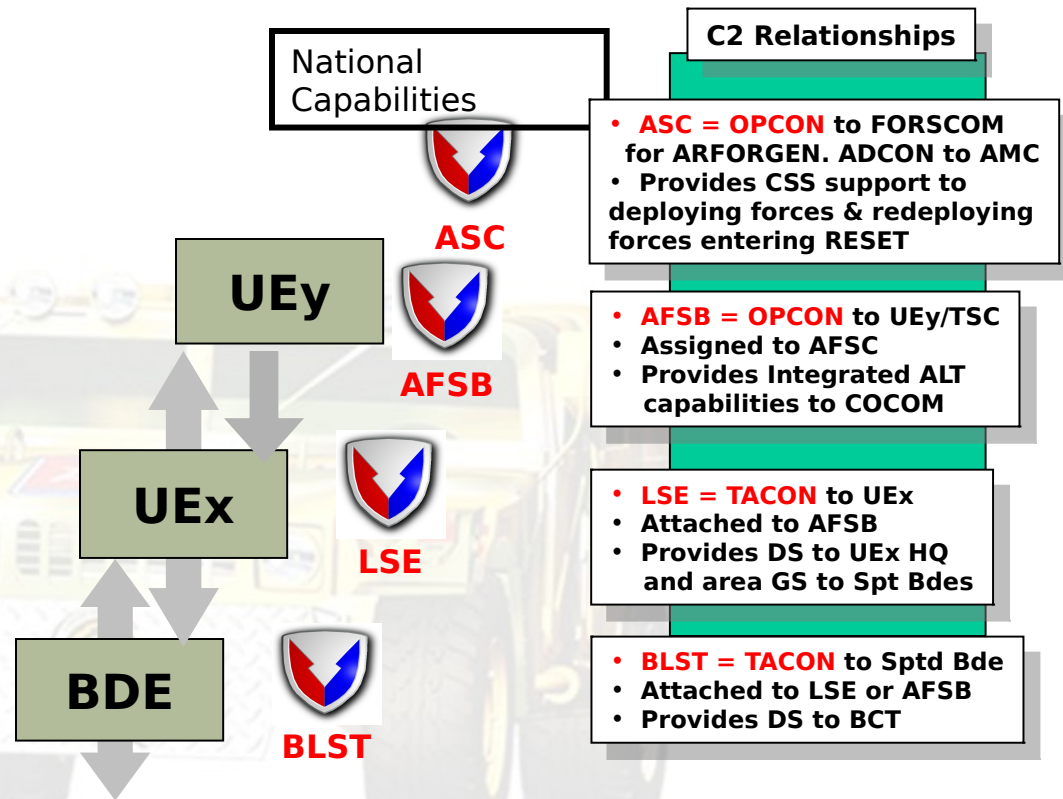 C2 Relationships
National
Capabilities
• ASC = OPCON to FORSCOM
for ARFORGEN. ADCON to AMC
• Provides CSS support to
deploying forces & redeploying
forces entering RESET
ASC
UEy
AFSB
• AFSB = OPCON to UEy/TSC
• Assigned to AFSC
• Provides Integrated ALT
capabilities to COCOM
UEx
LSE
• LSE = TACON to UEx
• Attached to AFSB
• Provides DS to UEx HQ
and area GS to Spt Bdes
BDE
BLST
• BLST = TACON to Sptd Bde
• Attached to LSE or AFSB
• Provides DS to BCT